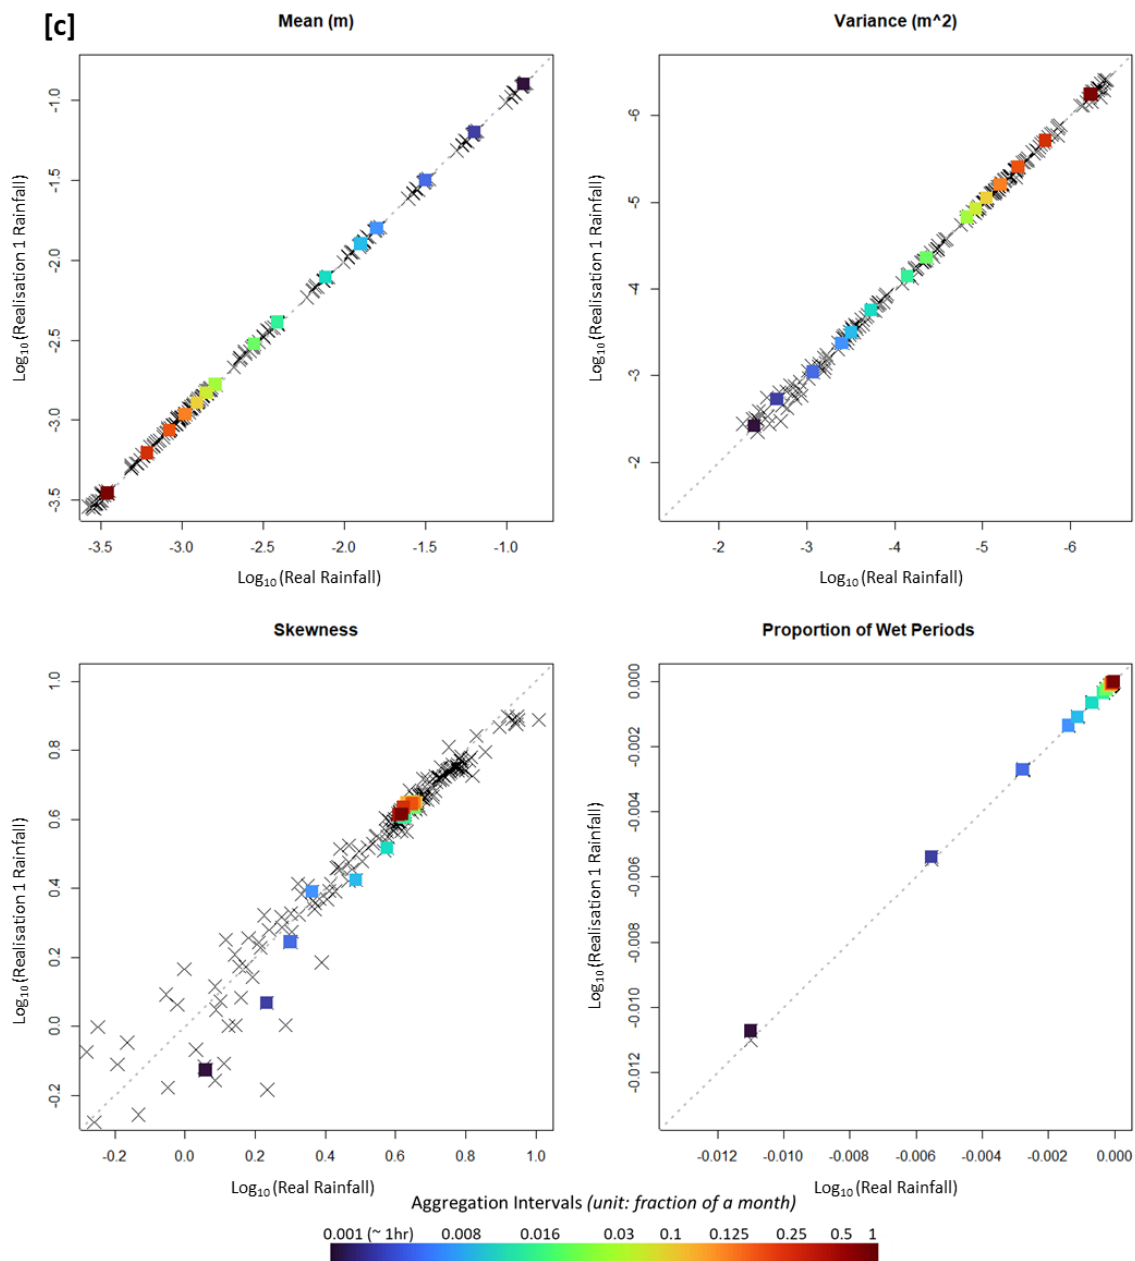 [c]
Mean (m)
Variance (m^2)
Log10 (Realisation 1 Rainfall)
-1.0
-1.5
-2.0
-2.5
-3.0
-3.5
-3.5 -3.0 -2.5 -2.0 -1.5 -1.0
Log10 (Real Rainfall)
Log10 (Realisation 1 Rainfall)
-6
-5
-4
-3
-2
-2 -3 -4 -5 -6
Log10 (Real Rainfall)
Skewness
Proportion of Wet Periods
Log10 (Realisation 1 Rainfall)
1.0
0.8
0.6
0.4
0.2
0.0
-0.2
-0.2 0.0 0.2 0.4 0.6 0.8 1.0
Log10 (Real Rainfall)
Log10 (Realisation 1 Rainfall)
0.000
-0.002
-0.004
-0.006
-0.008
-0.010
-0.012
-0.012 -0.010 -0.008 -0.006 -0.004 -0.002 0.000
Log10 (Real Rainfall)
Aggregation Intervals (unit: fraction of a month)
0.001 (~ 1hr) 0.008 0.016 0.03 0.1 0.125 0.25 0.5 1